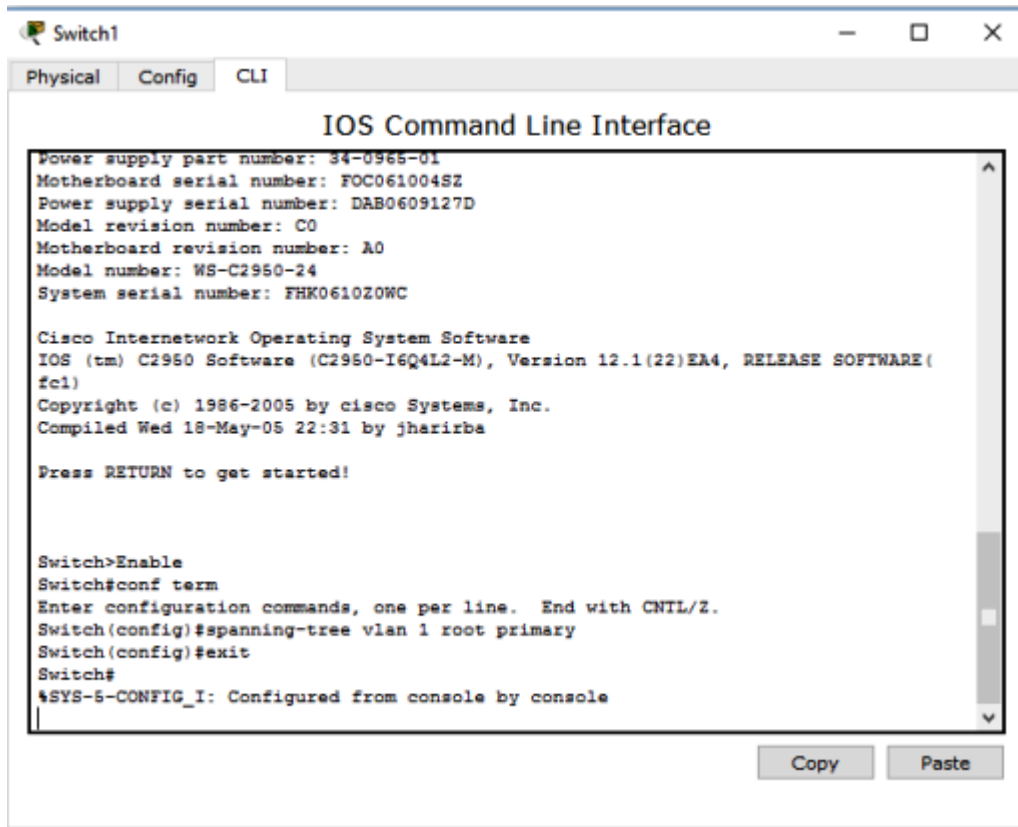 Switch1
Physical Config CLI
IOS Command Line Interface
Power supply part number: 34-0965-01
Motherboard serial number: FOC061004SZ
Power supply serial number: DAB0609127D
Model revision number: C0
Motherboard revision number: A0
Model number: WS-C2950-24
System serial number: FHK0610Z0WC
Cisco Internetwork Operating System Software
IOS (tm) C2950 Software (C2950-I6Q4L2-M), Version 12.1(22)EA4, RELEASE SOFTWARE(
fc1)
Copyright (c) 1986-2005 by cisco Systems, Inc.
Compiled Wed 18-May-05 22:31 by jharirba
Press RETURN to get started!
Switch>Enable
Switch#conf term
Enter configuration commands, one per line.  End with CNTL/Z.
Switch(config)#spanning-tree vlan 1 root primary
Switch(config)#exit
Switch#
%SYS-5-CONFIG_I: Configured from console by console
Copy Paste